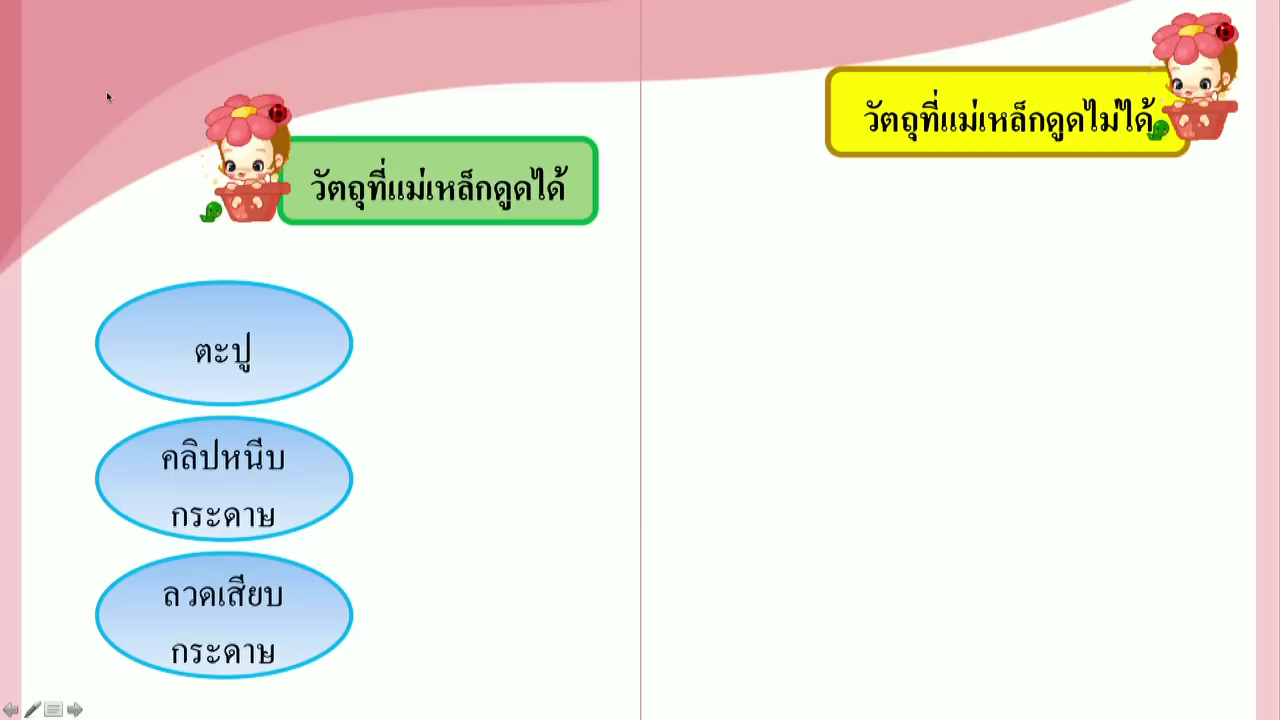 วัตถุที่แม่เหล็กดูดได้
วัตถุที่แม่เหล็กดูดไม่ได้
ตะปู
คลิปหนีบ
กระดาษ
ลวดเสียบ
กระดาษ